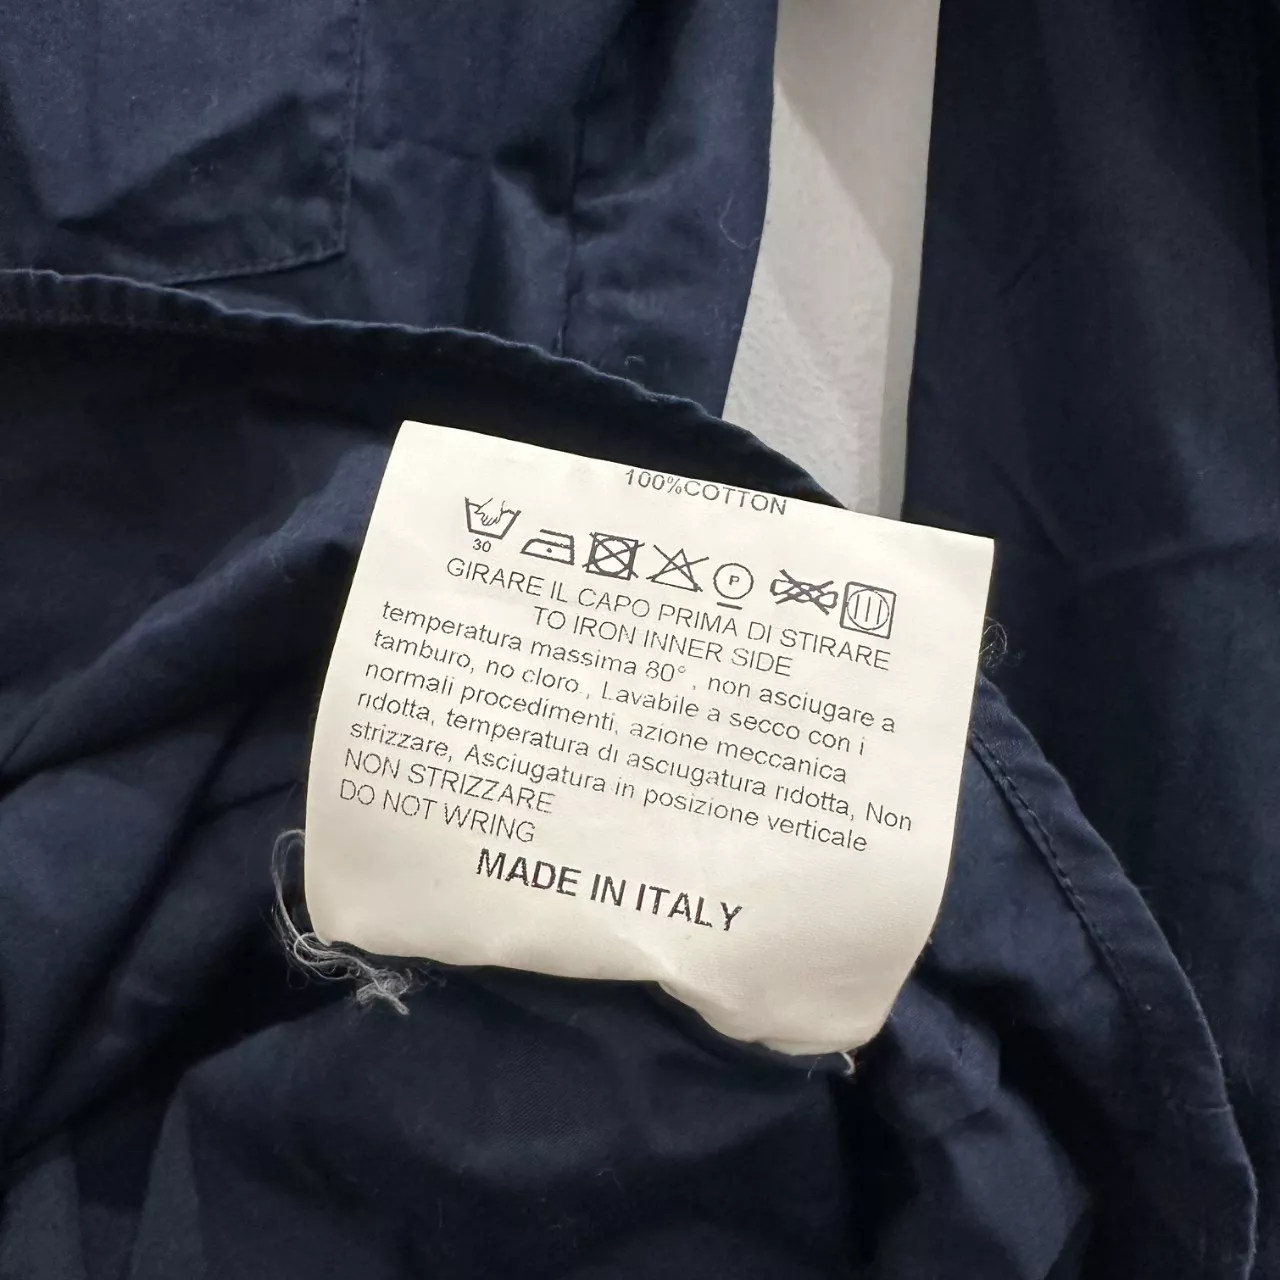 100%COTTON
30
P
GIRARE IL CAPO PRIMA DI STIRARE
TO IRON INNER SIDE
temperatura massima 80°, non asciugare a
tamburo, no cloro., Lavabile a secco con i
normali procedimenti, azione meccanica
ridotta, temperatura di asciugatura ridotta, Non
strizzare, Asciugatura in posizione verticale
NON STRIZZARE
DO NOT WRING
MADE IN ITALY